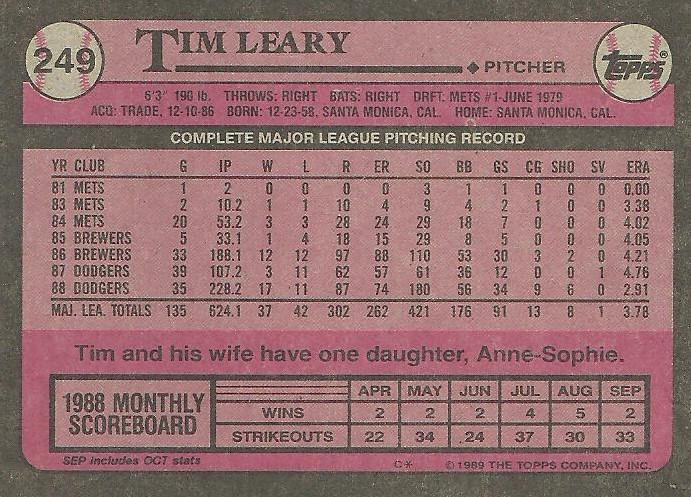 249
TIM LEARY
PITCHER
TOPPS®
6'3" 190 lb. THROWS: RIGHT BATS: RIGHT DRFT: METS #1-JUNE 1979
ACQ: TRADE, 12-10-86 BORN: 12-23-58, SANTA MONICA, CAL. HOME: SANTA MONICA, CAL.
COMPLETE MAJOR LEAGUE PITCHING RECORD
YR CLUB G IP W L R ER SO BB GS CG SHO SV ERA
81 METS 1 2 0 0 0 0 3 1 1 0 0 0 0.00
83 METS 2 10.2 1 1 10 4 9 4 2 1 0 0 3.38
84 METS 20 53.2 3 3 28 24 29 18 7 0 0 0 4.02
85 BREWERS 5 33.1 1 4 18 15 29 8 5 0 0 0 4.05
86 BREWERS 33 188.1 12 12 97 88 110 53 30 3 2 0 4.21
87 DODGERS 39 107.2 3 11 62 57 61 36 12 0 0 1 4.76
88 DODGERS 35 228.2 17 11 87 74 180 56 34 9 6 0 2.91
MAJ. LEA. TOTALS 135 624.1 37 42 302 262 421 176 91 13 8 1 3.78
Tim and his wife have one daughter, Anne-Sophie.
1988 MONTHLY SCOREBOARD
APR MAY JUN JUL AUG SEP
WINS 2 2 2 4 5 2
STRIKEOUTS 22 34 24 37 30 33
SEP includes OCT stats
C* © 1989 THE TOPPS COMPANY, INC.